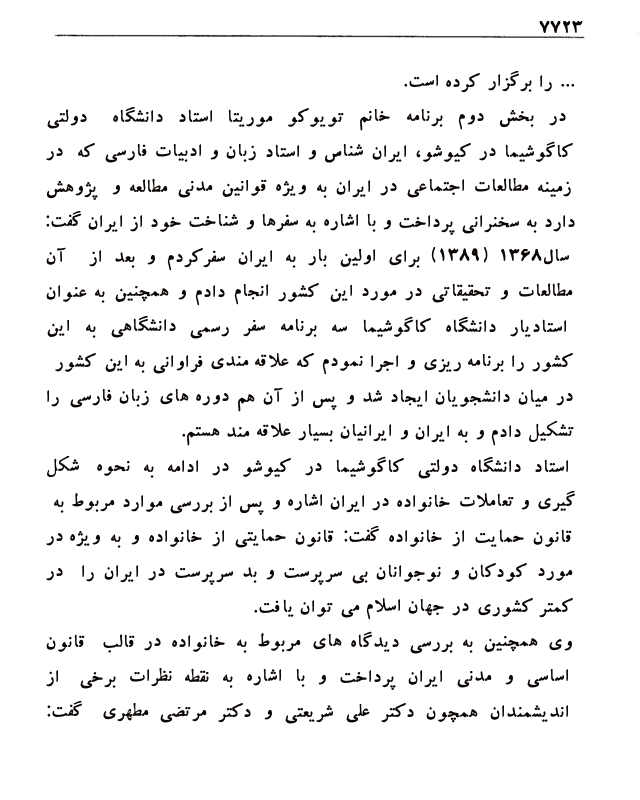 ۷۷۲۳
... را برگزار کرده است.
در بخش دوم برنامه خانم تویوکو موریتا استاد دانشگاه دولتی
کاگوشیما در کیوشو، ایران شناس و استاد زبان و ادبیات فارسی که در
زمینه مطالعات اجتماعی در ایران به ویژه قوانین مدنی مطالعه و پژوهش
دارد به سخنرانی پرداخت و با اشاره به سفرها و شناخت خود از ایران گفت:
سال۱۳۶۸ (۱۳۸۹) برای اولین بار به ایران سفرکردم و بعد از آن
مطالعات و تحقیقاتی در مورد این کشور انجام دادم و همچنین به عنوان
استادیار دانشگاه کاگوشیما سه برنامه سفر رسمی دانشگاهی به این
کشور را برنامه ریزی و اجرا نمودم که علاقه مندی فراوانی به این کشور
در میان دانشجویان ایجاد شد و پس از آن هم دوره های زبان فارسی را
تشکیل دادم و به ایران و ایرانیان بسیار علاقه مند هستم.
استاد دانشگاه دولتی کاگوشیما در کیوشو در ادامه به نحوه شکل
گیری و تعاملات خانواده در ایران اشاره و پس از بررسی موارد مربوط به
قانون حمایت از خانواده گفت: قانون حمایتی از خانواده و به ویژه در
مورد کودکان و نوجوانان بی سرپرست و بد سرپرست در ایران را در
کمتر کشوری در جهان اسلام می توان یافت.
وی همچنین به بررسی دیدگاه های مربوط به خانواده در قالب قانون
اساسی و مدنی ایران پرداخت و با اشاره به نقطه نظرات برخی از
اندیشمندان همچون دکتر علی شریعتی و دکتر مرتضی مطهری گفت: